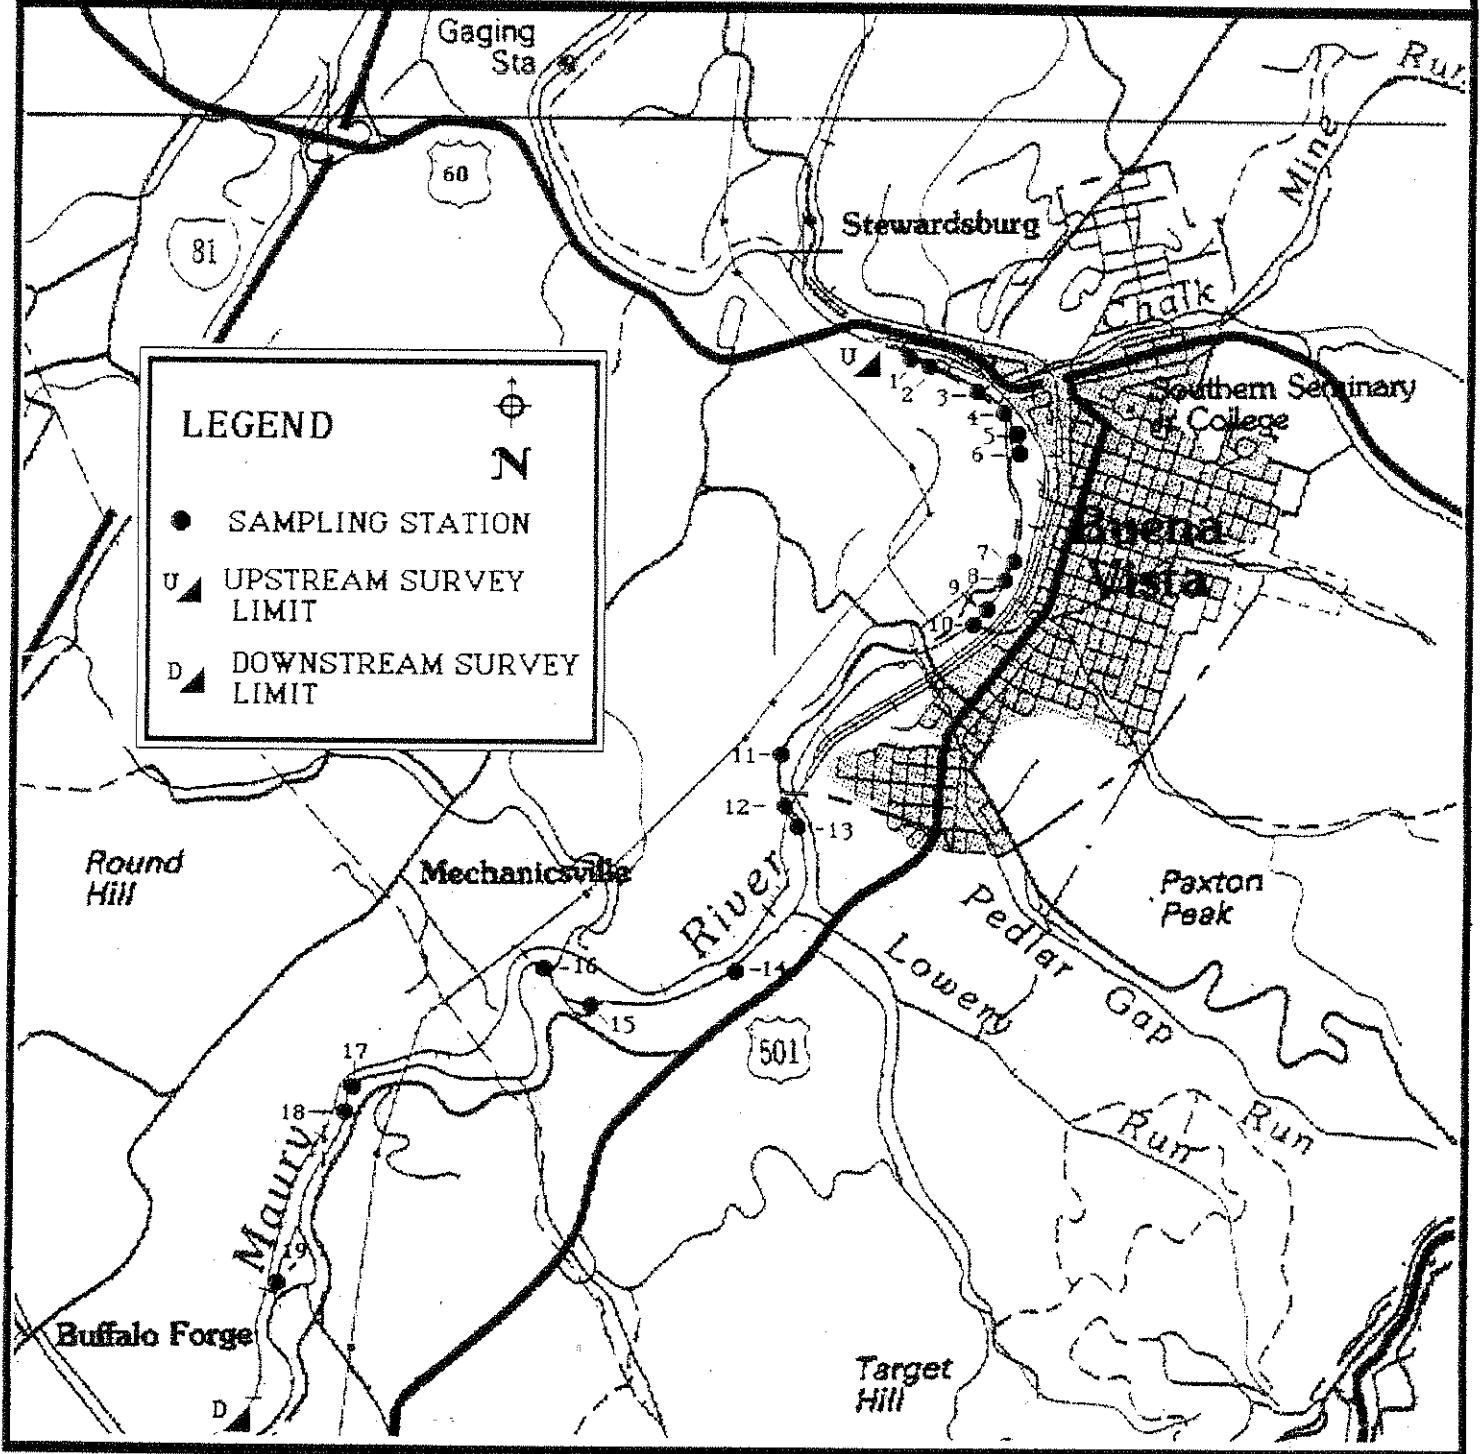 Gaging
Sta
Run
Mine
60
81
Stewardsburg
Chalk
U
1
2
3
4
5
6
Southern Seminary
Jr College
LEGEND
N
SAMPLING STATION
U UPSTREAM SURVEY
LIMIT
D DOWNSTREAM SURVEY
LIMIT
Buena
Vista
7
8
9
10
11
12
13
Round
Hill
Mechanicsville
River
Paxton
Peak
Pedlar Gap
Lowery
14
16
15
501
17
18
Run
Run
Maury
19
Buffalo Forge
D
Target
Hill